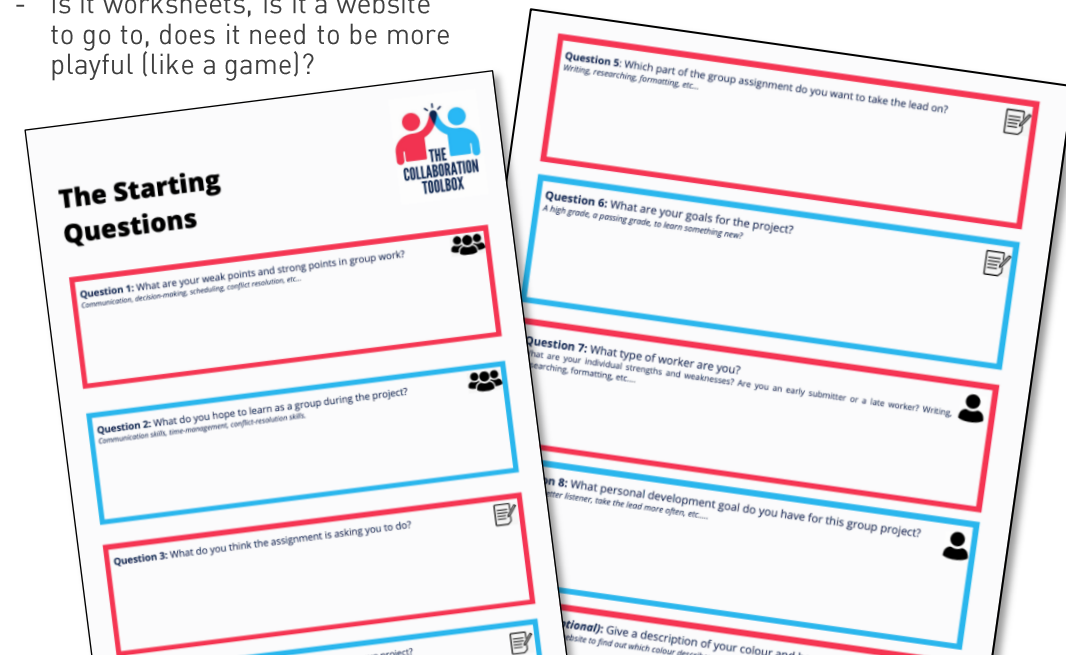 - Is it worksheets, is it a website
to go to, does it need to be more
playful (like a game)?
THE
COLLABORATION
TOOLBOX
The Starting
Questions
Question 1: What are your weak points and strong points in group work?
Communication, decision-making, scheduling, conflict resolution, etc...
Question 2: What do you hope to learn as a group during the project?
Communication skills, time-management, conflict-resolution skills.
Question 3: What do you think the assignment is asking you to do?
project?
Question 5: Which part of the group assignment do you want to take the lead on?
Writing, researching, formatting, etc...
Question 6: What are your goals for the project?
A high grade, a passing grade, to learn something new?
Question 7: What type of worker are you?
What are your individual strengths and weaknesses? Are you an early submitter or a late worker? Writing,
researching, formatting, etc....
8: What personal development goal do you have for this group project?
listener, take the lead more often, etc.....
Give a description of your colour and
to find out which colour